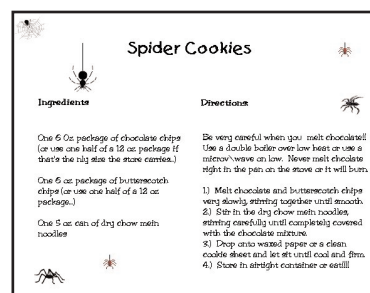 Spider Cookies
Ingredients
One 6 Oz package of chocolate chips
(or use one half of a 12 oz package if
that's the nly size the store carries..)
One 6 oz package of butterscotch
chips (or use one half of a 12 oz
package..)
One 5 oz can of dry chow mein
noodles
Directions:
Be very careful when you melt chocolate!!
Use a double boiler over low heat or use a
microv\wave on low. Never melt chcolate
right in the pan on the stove or it will burn.
1.) Melt chocolate and butterscotch chips
very slowly, stirring together until smooth.
2.) Stir in the dry chow mein noodles,
stirring carefully until completely covered
with the chocolate mixture.
3.) Drop onto waxed paper or a clean
cookie sheet and let sit until cool and firm.
4.) Store in airtight container or eat!!!!